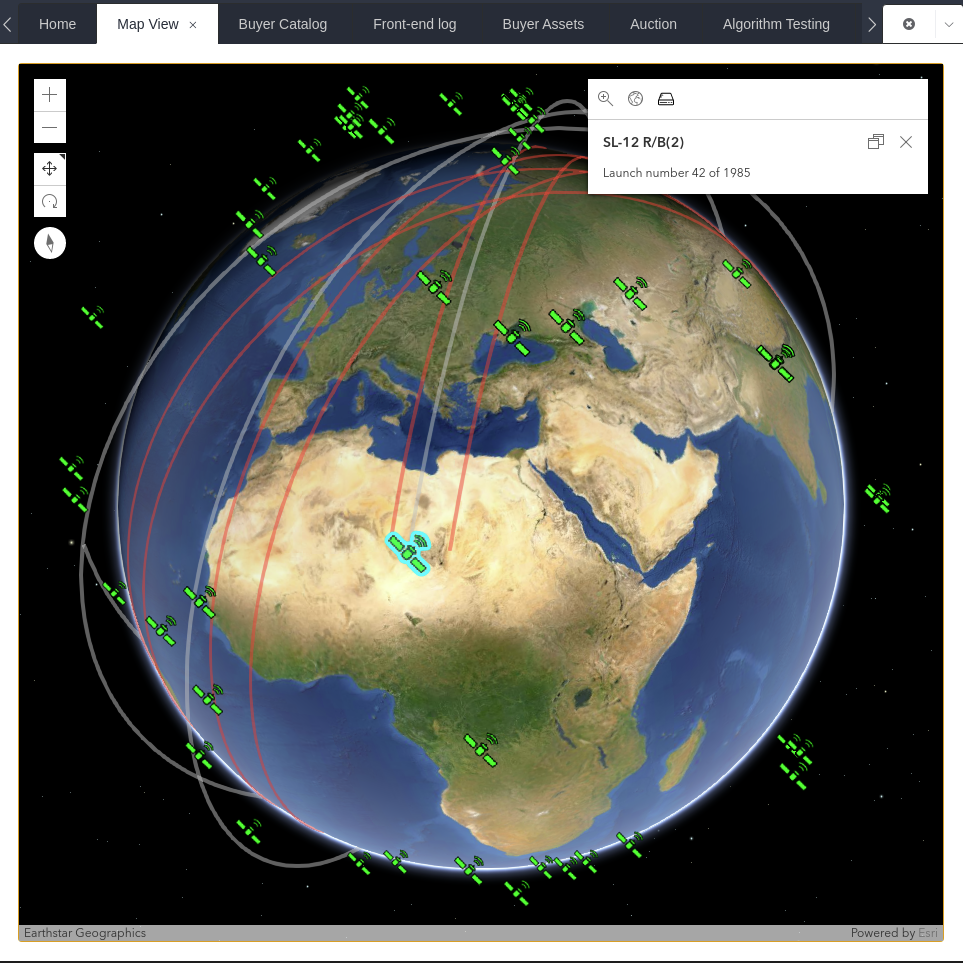 Home
Map View
Buyer Catalog
Front-end log
Buyer Assets
Auction
Algorithm Testing
SL-12 R/B(2)
Launch number 42 of 1985
Earthstar Geographics
Powered by Esri